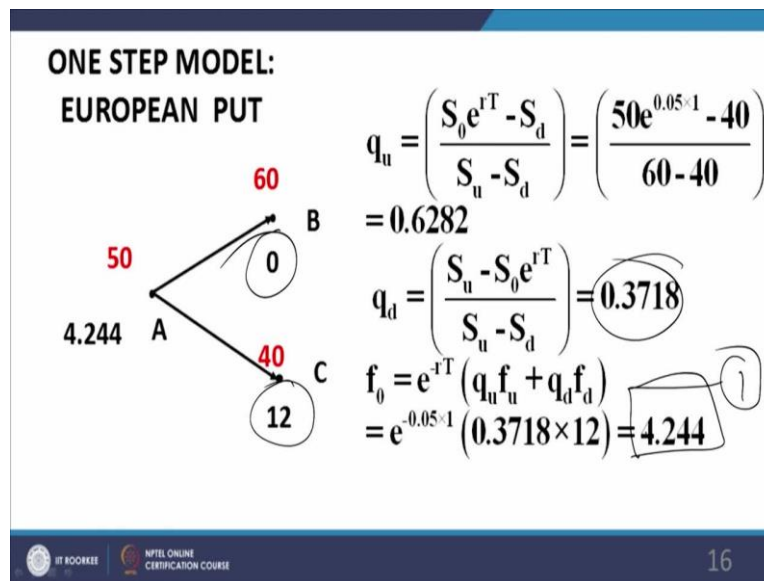 ONE STEP MODEL:
EUROPEAN PUT
60
B
0
50
4.244 A
40
C
12
q_u = (S_0e^{rT} - S_d / S_u - S_d) = (50e^{0.05×1} - 40 / 60 - 40)
= 0.6282
q_d = (S_u - S_0e^{rT} / S_u - S_d) = 0.3718
f_0 = e^{-rT} (q_uf_u + q_df_d)
= e^{-0.05×1} (0.3718×12) = 4.244
1
IIT ROORKEE
NPTEL ONLINE
CERTIFICATION COURSE
16